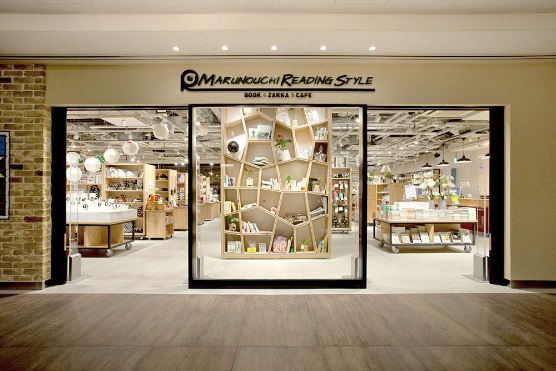 MARUNOUCHI READING STYLE
BOOK & ZAKKA & CAFE